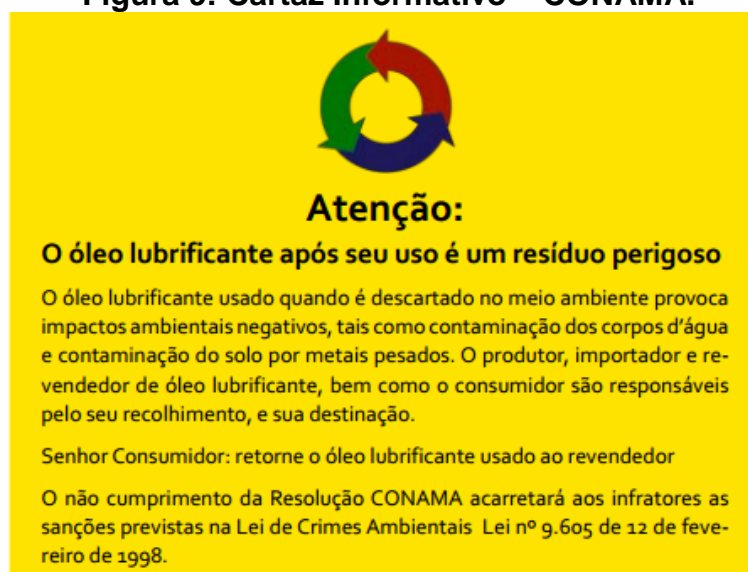 Atenção:
O óleo lubrificante após seu uso é um resíduo perigoso
O óleo lubrificante usado quando é descartado no meio ambiente provoca
impactos ambientais negativos, tais como contaminação dos corpos d’água
e contaminação do solo por metais pesados. O produtor, importador e re-
vendedor de óleo lubrificante, bem como o consumidor são responsáveis
pelo seu recolhimento, e sua destinação.
Senhor Consumidor: retorne o óleo lubrificante usado ao revendedor
O não cumprimento da Resolução CONAMA acarretará aos infratores as
sanções previstas na Lei de Crimes Ambientais Lei nº 9.605 de 12 de feve-
reiro de 1998.